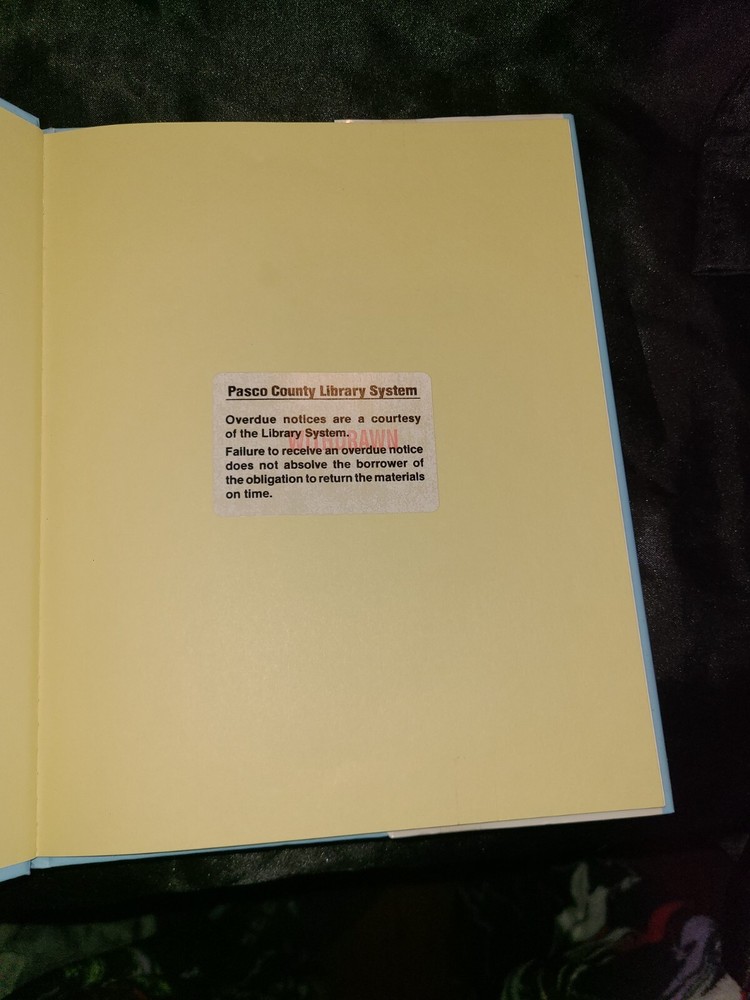 Pasco County Library System
Overdue notices are a courtesy
of the Library System.
WITHDRAWN
Failure to receive an overdue notice
does not absolve the borrower of
the obligation to return the materials
on time.